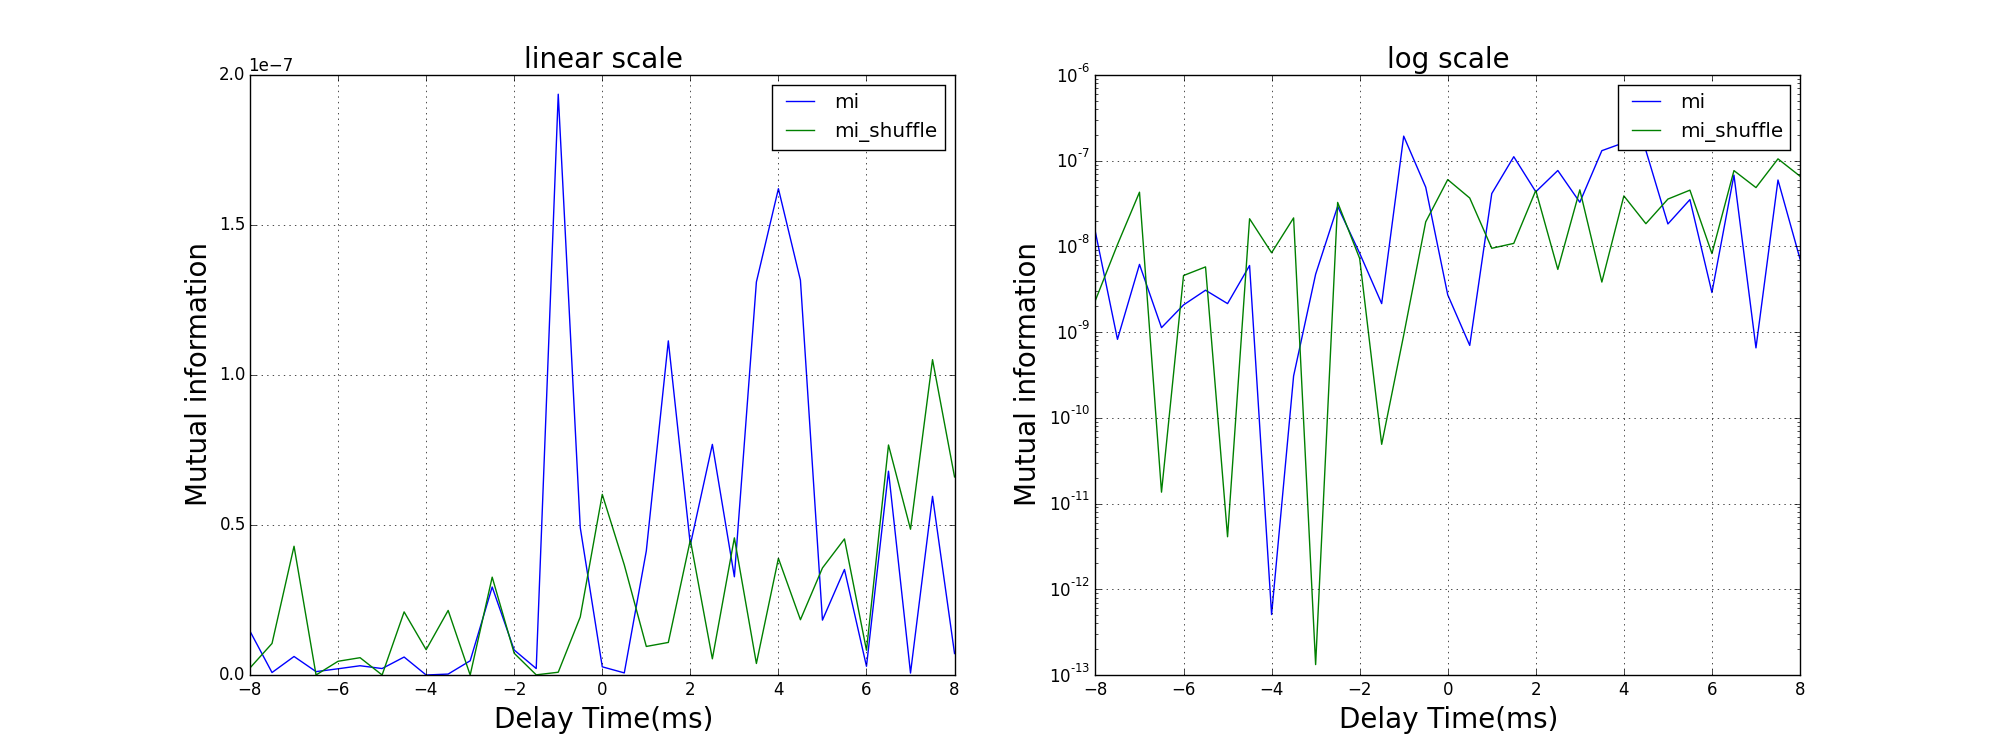 linear scale
1e−7
mi
mi_shuffle
2.0
1.5
1.0
0.5
0.0
Mutual information
−8 −6 −4 −2 0 2 4 6 8
Delay Time(ms)
log scale
mi
mi_shuffle
10^-6
10^-7
10^-8
10^-9
10^-10
10^-11
10^-12
10^-13
Mutual information
−8 −6 −4 −2 0 2 4 6 8
Delay Time(ms)